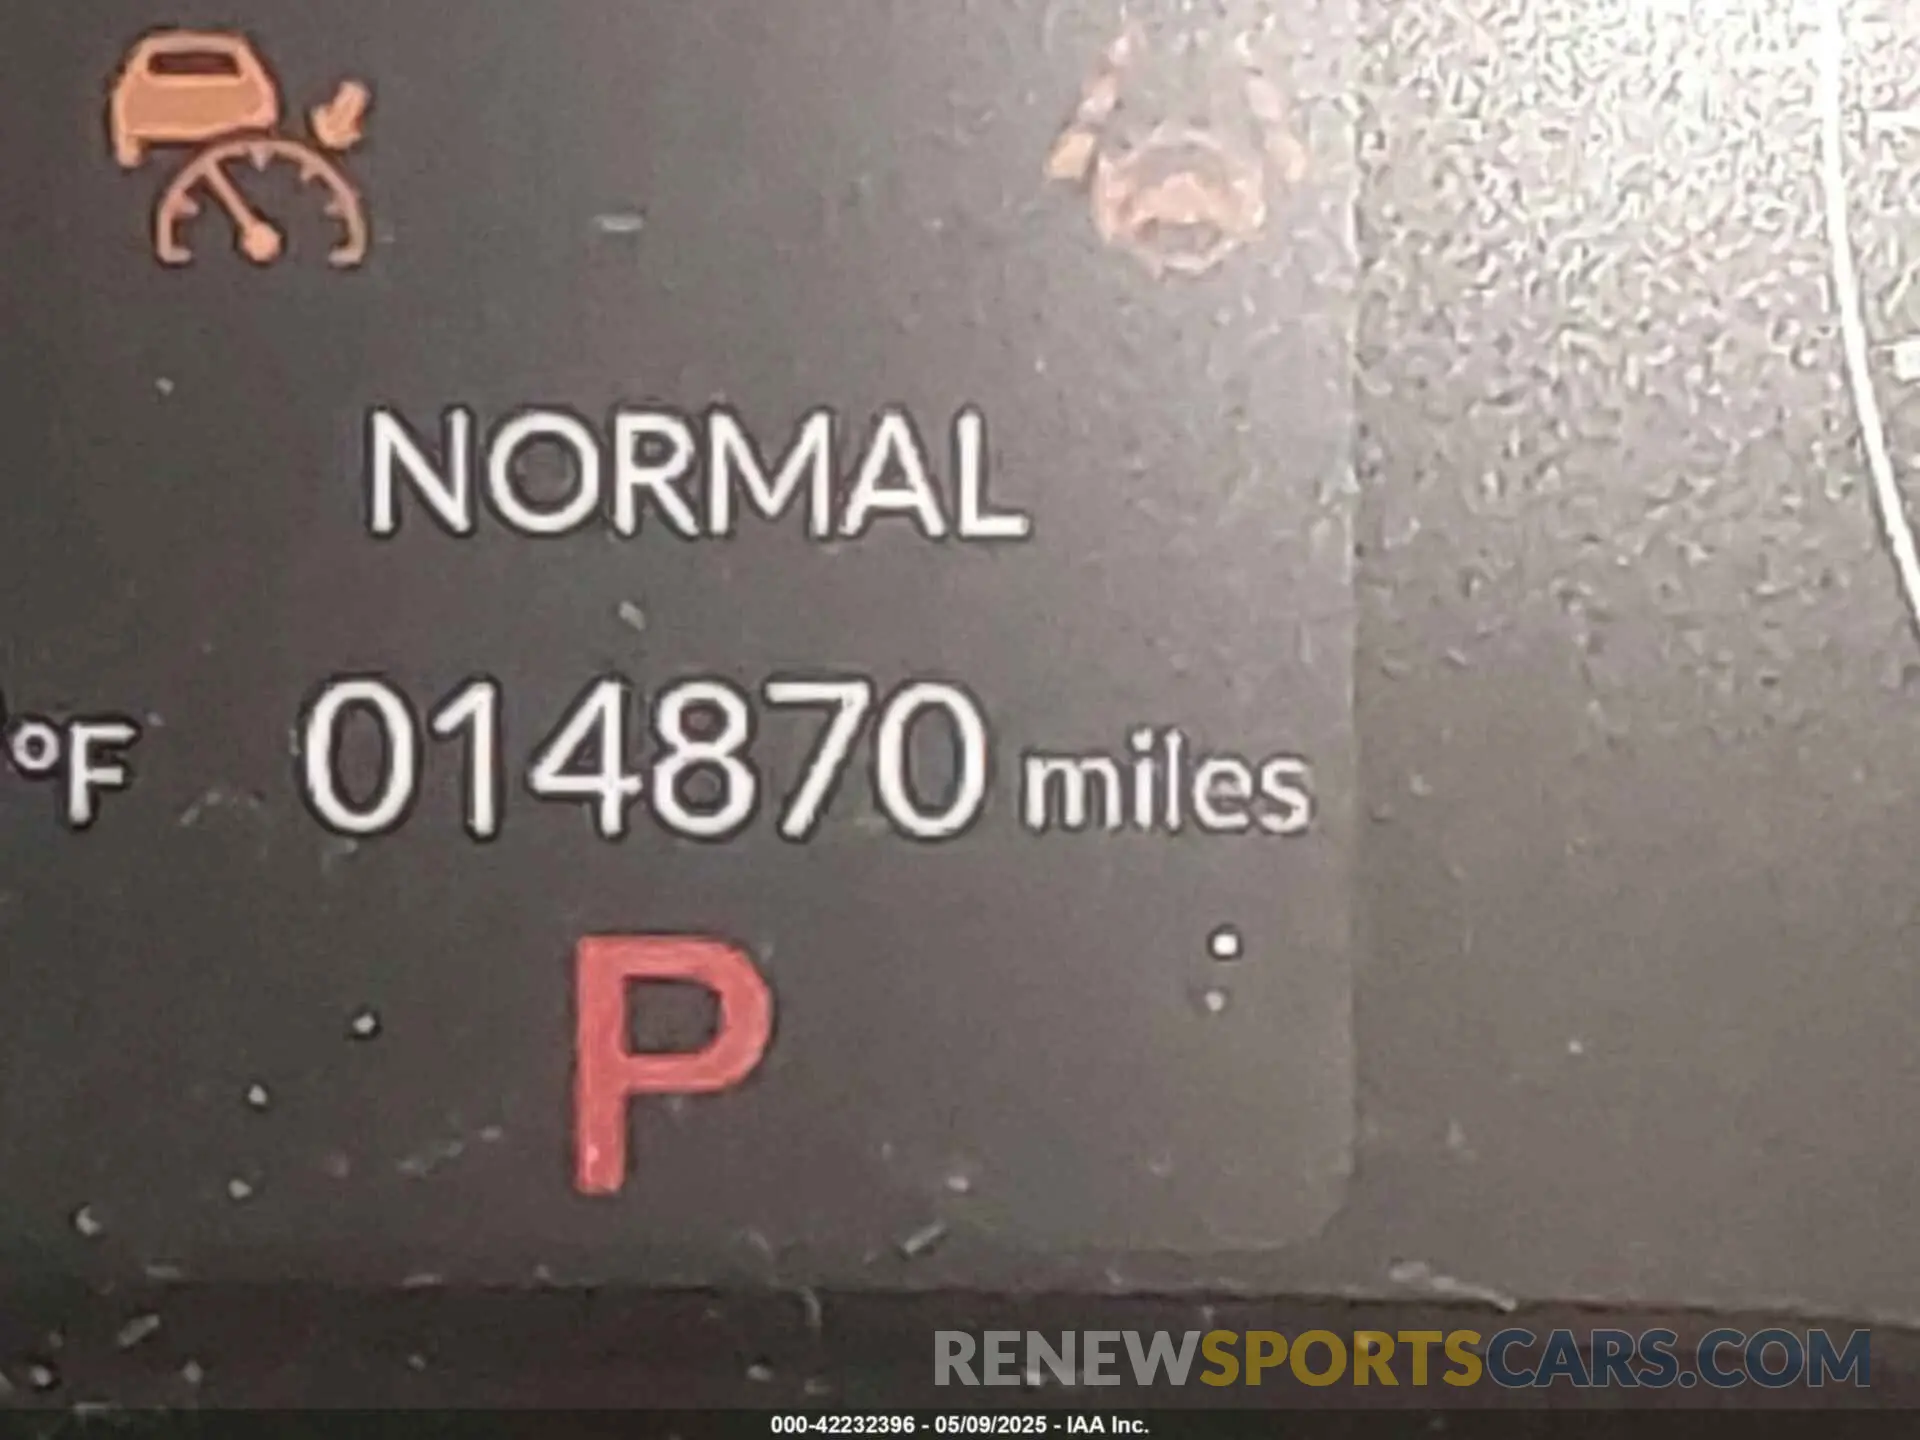 NORMAL
°F 014870 miles
P
RENEWSPORTSCARS.COM
000-42232396 - 05/09/2025 - IAA Inc.